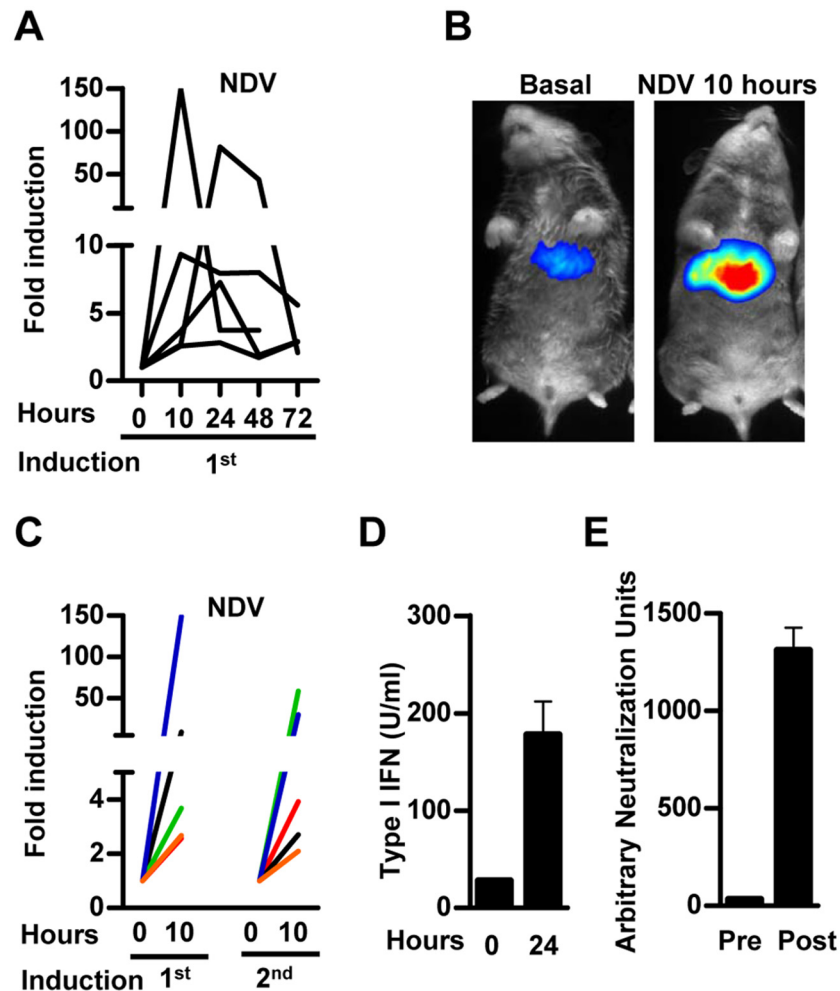 A
NDV
150
100
50
10
5
0
Fold induction
Hours 0 10 24 48 72
Induction 1st
B
Basal NDV 10 hours
C
NDV
150
100
50
4
2
0
Fold induction
Hours 0 10 0 10
Induction 1st 2nd
D
300
200
100
0
Type I IFN (U/ml)
Hours 0 24
E
1500
1000
500
0
Arbitrary Neutralization Units
Pre Post